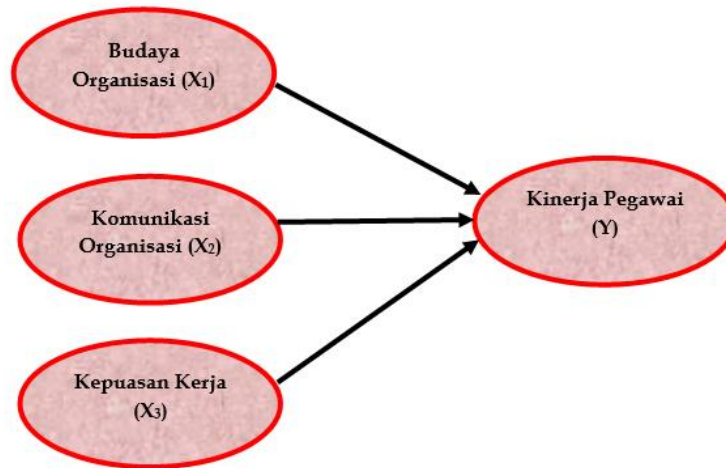 Budaya
Organisasi (X₁)
Komunikasi
Organisasi (X₂)
Kinerja Pegawai
(Y)
Kepuasan Kerja
(X₃)